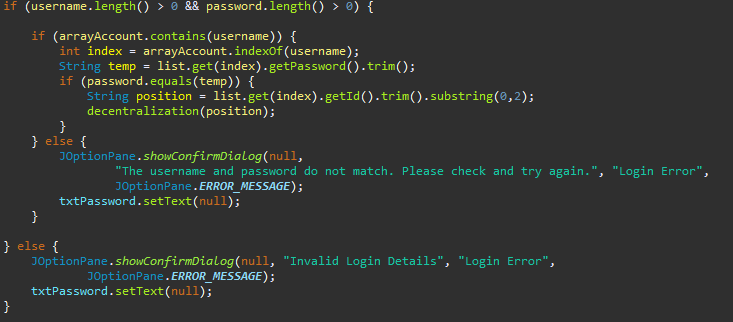 if (username.length() > 0 && password.length() > 0) {
if (arrayAccount.contains(username)) {
int index = arrayAccount.indexOf(username);
String temp = list.get(index).getPassword().trim();
if (password.equals(temp)) {
String position = list.get(index).getId().trim().substring(0,2);
decentralization(position);
}
} else {
JOptionPane.showConfirmDialog(null,
"The username and password do not match. Please check and try again.", "Login Error",
JOptionPane.ERROR_MESSAGE);
txtPassword.setText(null);
}
} else {
JOptionPane.showConfirmDialog(null, "Invalid Login Details", "Login Error",
JOptionPane.ERROR_MESSAGE);
txtPassword.setText(null);
}